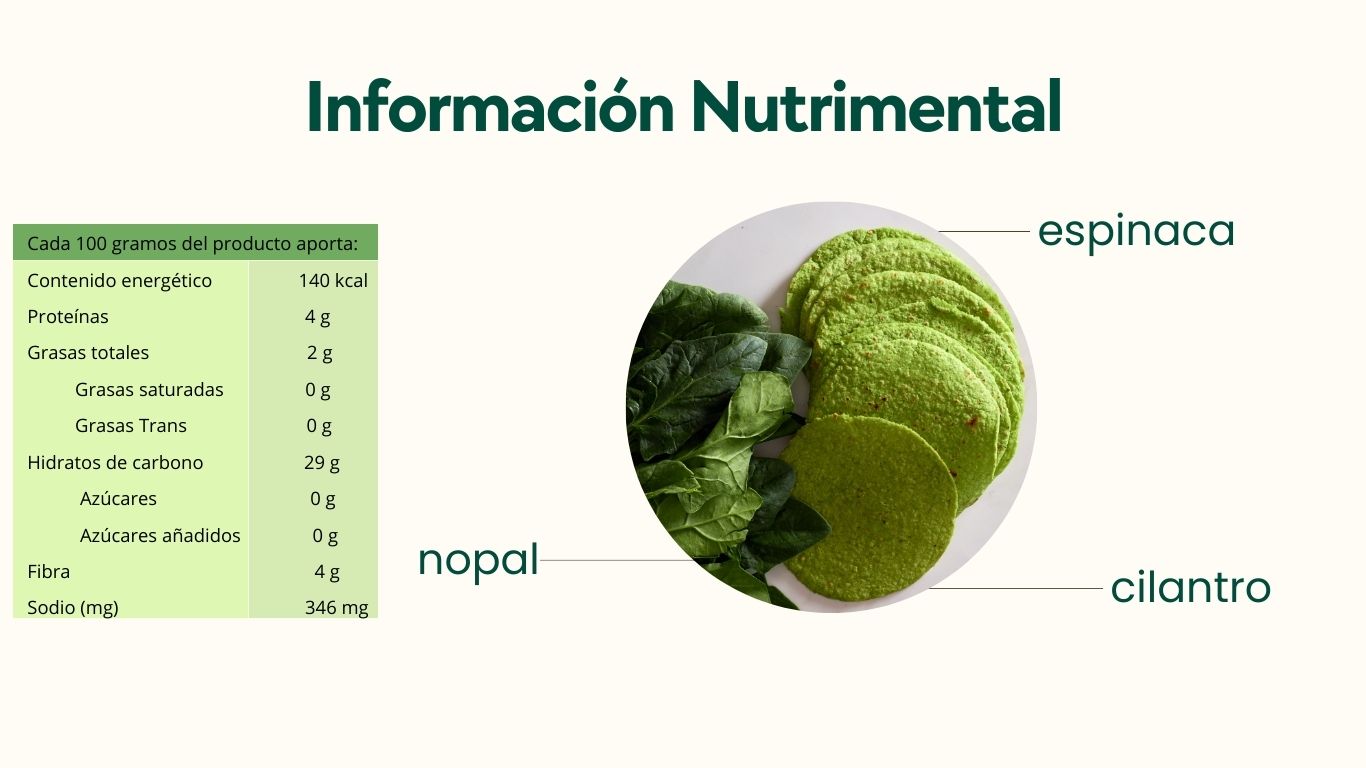 Información Nutrimental
Cada 100 gramos del producto aporta:
Contenido energético 140 kcal
Proteínas 4 g
Grasas totales 2 g
Grasas saturadas 0 g
Grasas Trans 0 g
Hidratos de carbono 29 g
Azúcares 0 g
Azúcares añadidos 0 g
Fibra 4 g
Sodio (mg) 346 mg
espinaca
nopal
cilantro